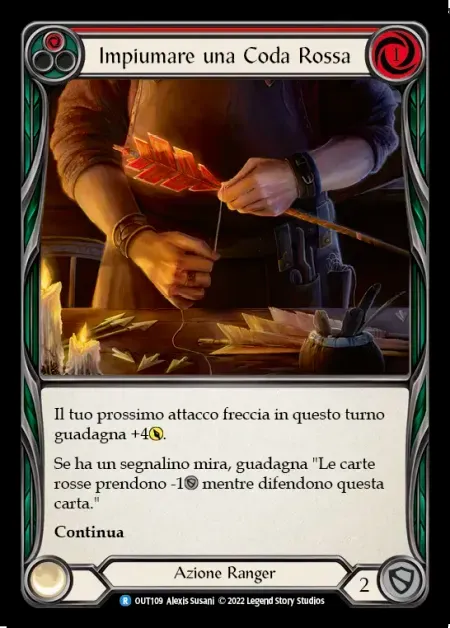 Impiumare una Coda Rossa
1
Il tuo prossimo attacco freccia in questo turno
guadagna +4.
Se ha un segnalino mira, guadagna "Le carte
rosse prendono -1 mentre difendono questa
carta."
Continua
Azione Ranger
2
R OUT109 Alexis Susani © 2022 Legend Story Studios